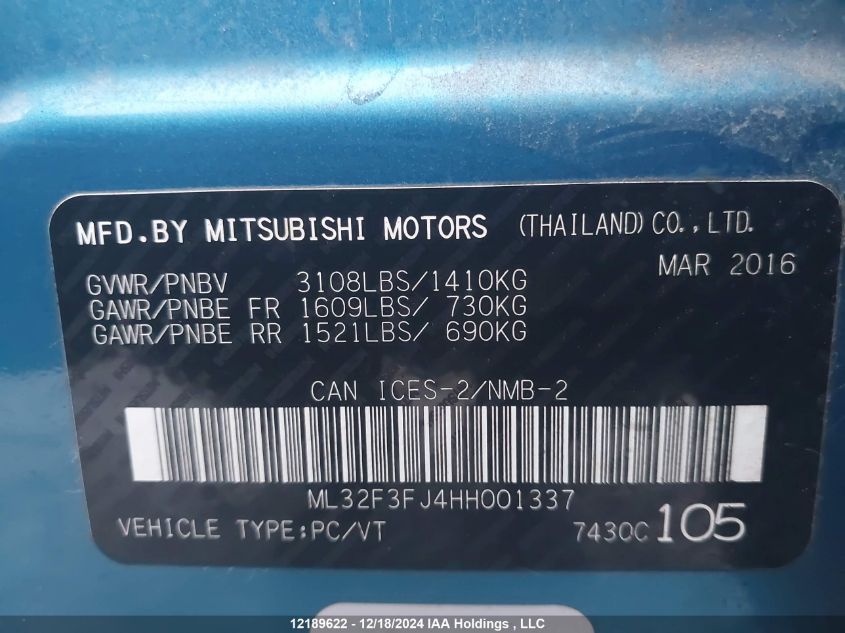 MFD.BY MITSUBISHI MOTORS (THAILAND) CO., LTD.
MAR 2016
GVWR/PNBV 3108LBS/1410KG
GAWR/PNBE FR 1609LBS/ 730KG
GAWR/PNBE RR 1521LBS/ 690KG
CAN ICES-2/NMB-2
ML32F3FJ4HH001337
VEHICLE TYPE:PC/VT 7430C 105
12189622 - 12/18/2024 IAA Holdings , LLC